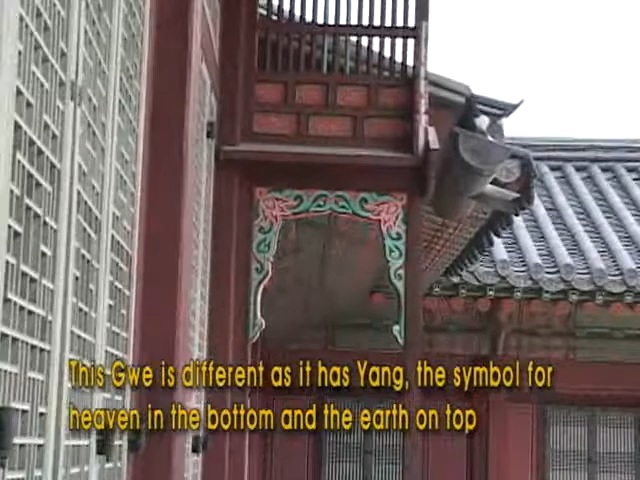 This Gwe is different as it has Yang, the symbol for
heaven in the bottom and the earth on top